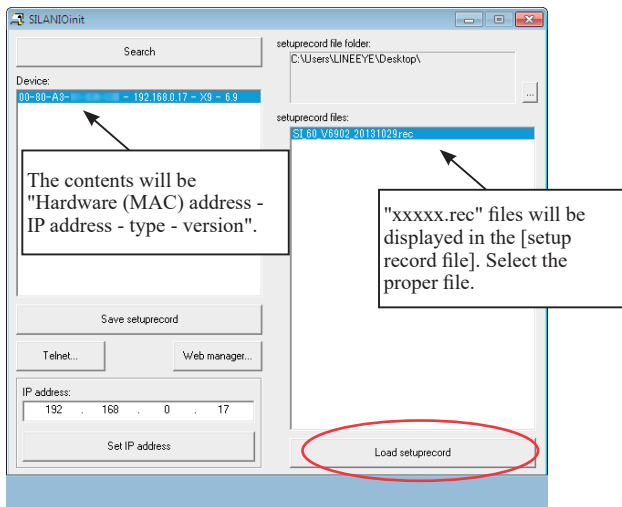 SILANIOinit
Search
Device:
00-80-A3- - 192.168.0.17 - X9 - 6.9
The contents will be
"Hardware (MAC) address -
IP address - type - version".
Save setuprecord
Telnet...
Web manager...
IP address:
192 . 168 . 0 . 17
Set IP address
setuprecord file folder:
C:\Users\LINEEYE\Desktop\
...
setuprecord files:
SI_60_V6902_20131029.rec
"xxxxx.rec" files will be
displayed in the [setup
record file]. Select the
proper file.
Load setuprecord